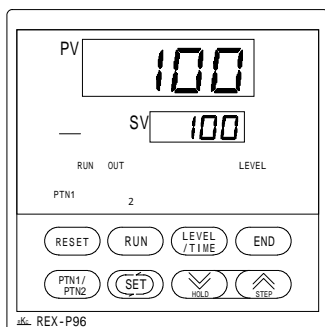 PV 100
SV 100
RUN OUT LEVEL
PTN1
2
RESET RUN LEVEL/TIME END
PTN1/PTN2 SET HOLD STEP
REX-P96